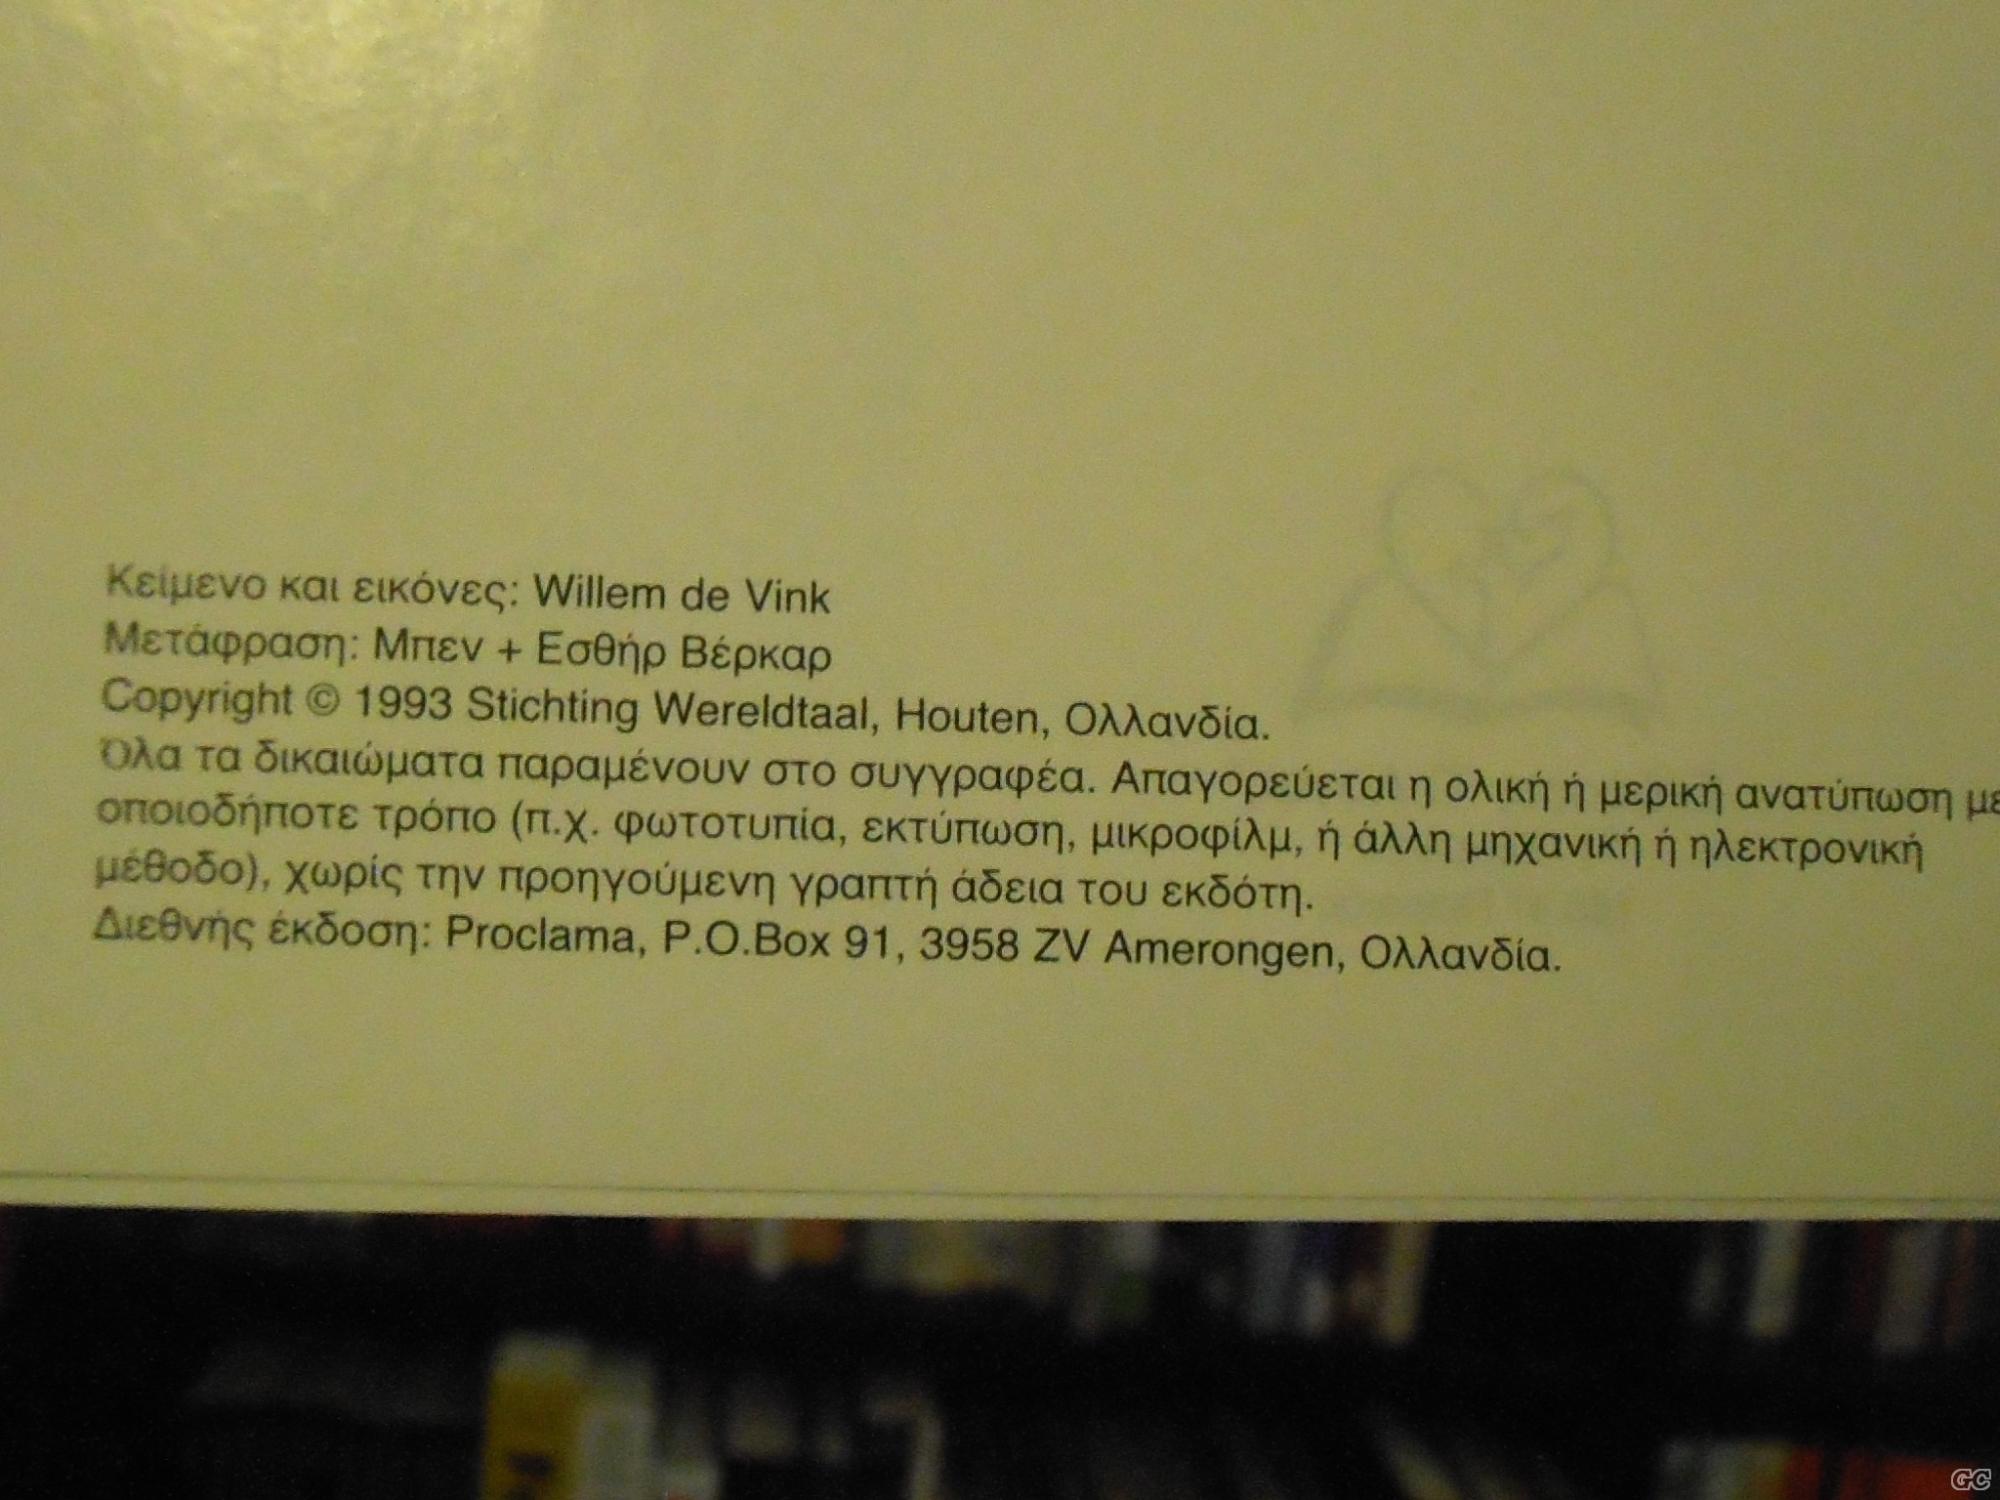 Κείμενο και εικόνες: Willem de Vink
Μετάφραση: Μπεν + Εσθήρ Βέρκαρ
Copyright © 1993 Stichting Wereldtaal, Houten, Ολλανδία.
Όλα τα δικαιώματα παραμένουν στο συγγραφέα. Απαγορεύεται η ολική ή μερική ανατύπωση με
οποιοδήποτε τρόπο (π.χ. φωτοτυπία, εκτύπωση, μικροφίλμ, ή άλλη μηχανική ή ηλεκτρονική
μέθοδο), χωρίς την προηγούμενη γραπτή άδεια του εκδότη.
Διεθνής έκδοση: Proclama, P.O.Box 91, 3958 ZV Amerongen, Ολλανδία.
GC